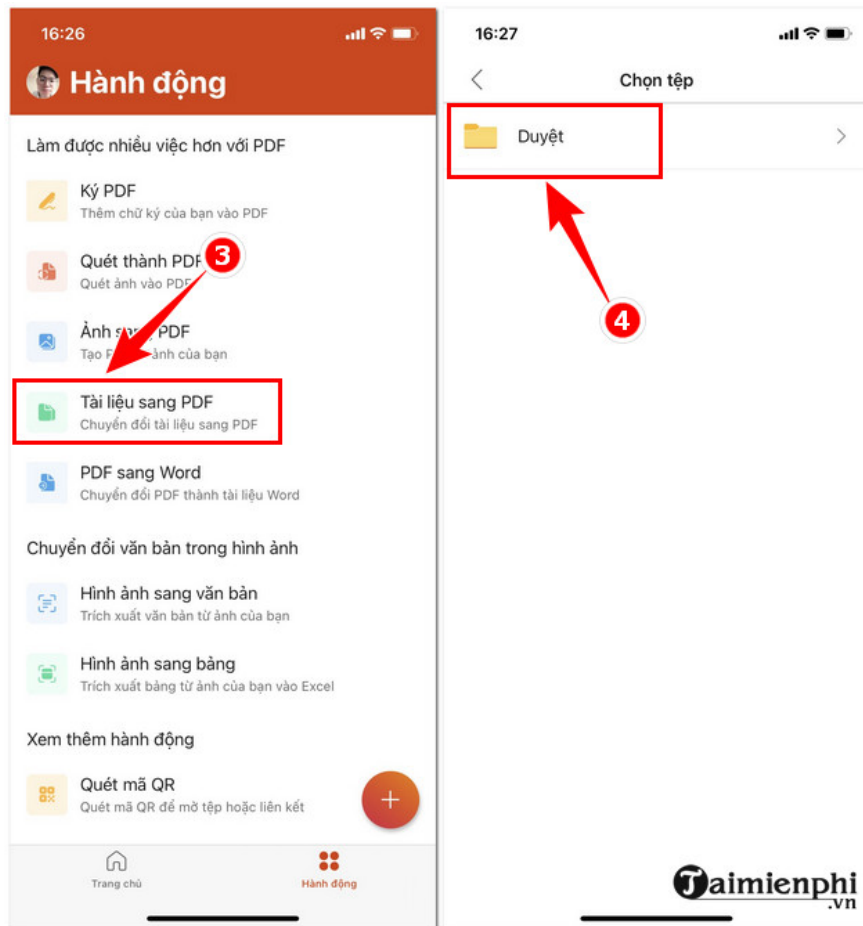 16:26
Hành động
Làm được nhiều việc hơn với PDF
Ký PDF
Thêm chữ ký của bạn vào PDF
Quét thành PDF
3
Quét ảnh vào PDF
Ảnh sang PDF
Tạo ảnh của bạn
Tài liệu sang PDF
Chuyển đổi tài liệu sang PDF
PDF sang Word
Chuyển đổi PDF thành tài liệu Word
Chuyển đổi văn bản trong hình ảnh
Hình ảnh sang văn bản
Trích xuất văn bản từ ảnh của bạn
Hình ảnh sang bảng
Trích xuất bảng từ ảnh của bạn vào Excel
Xem thêm hành động
Quét mã QR
Quét mã QR để mở tệp hoặc liên kết
Trang chủ
Hành động
16:27
Chọn tệp
Duyệt
4
Taimienphi
.vn